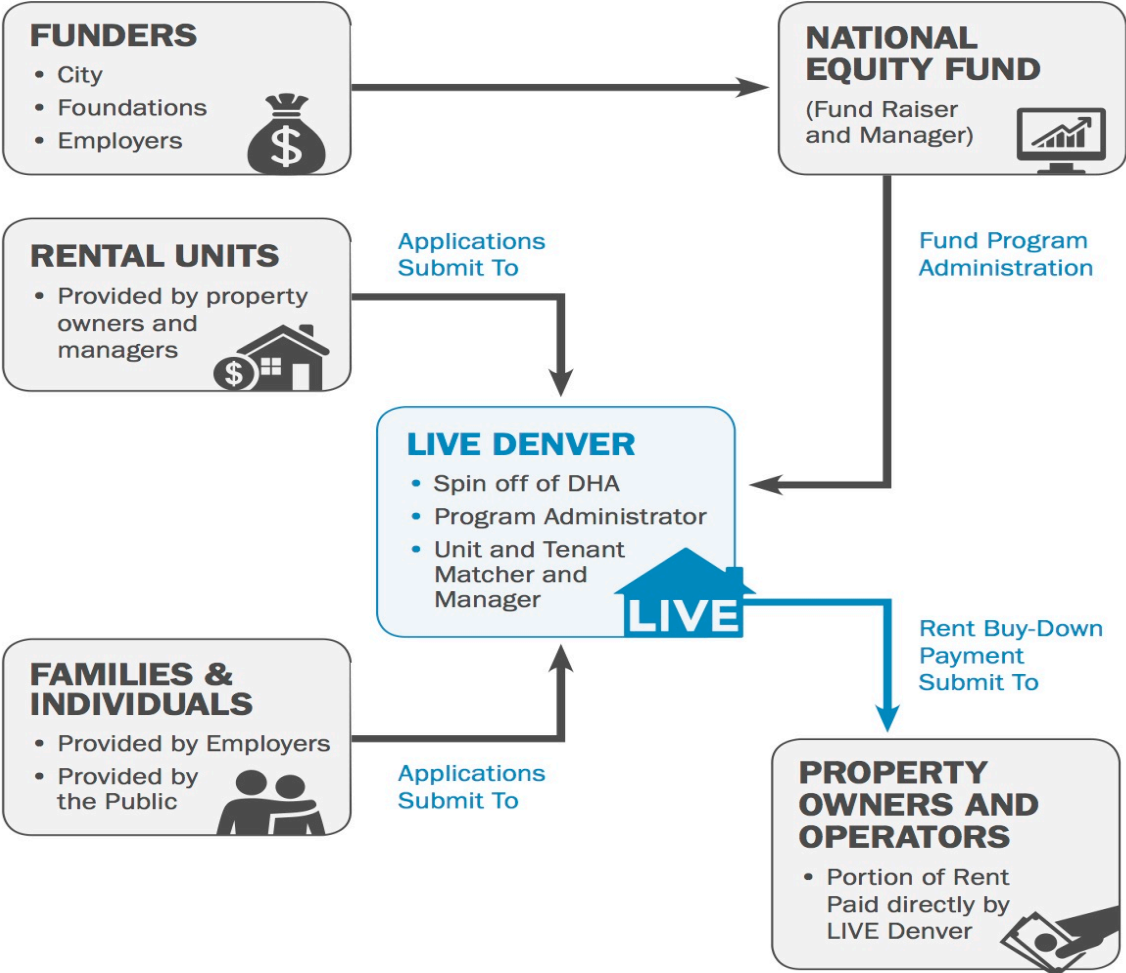 FUNDERS
• City
• Foundations
• Employers
$
NATIONAL
EQUITY FUND
(Fund Raiser
and Manager)
RENTAL UNITS
• Provided by property
owners and
managers
$
Applications
Submit To
Fund Program
Administration
LIVE DENVER
• Spin off of DHA
• Program Administrator
• Unit and Tenant
Matcher and
Manager
LIVE
FAMILIES &
INDIVIDUALS
• Provided by Employers
• Provided by
the Public
Applications
Submit To
Rent Buy-Down
Payment
Submit To
PROPERTY
OWNERS AND
OPERATORS
• Portion of Rent
Paid directly by
LIVE Denver